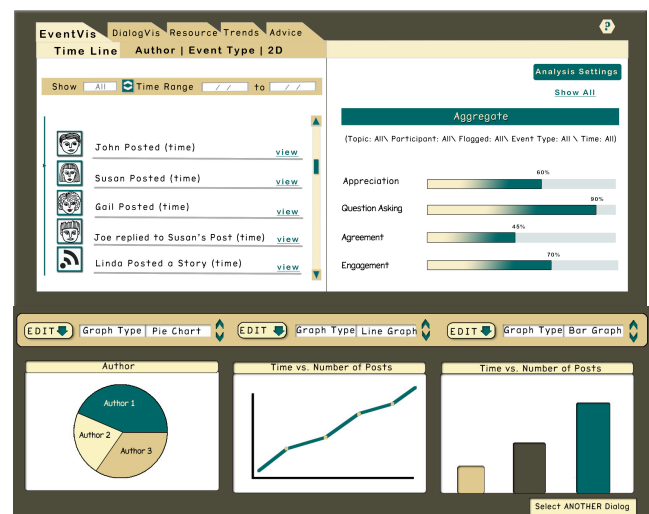 EventVis DialogVis Resource Trends Advice
?
Time Line Author | Event Type | 2D
Show All Time Range / / to / /
Analysis Settings
Show All
Aggregate
(Topic: All\ Participant: All\ Flagged: All\ Event Type: All \ Time: All)
John Posted (time) view
Susan Posted (time) view
Gail Posted (time) view
Joe replied to Susan's Post (time) view
Linda Posted a Story (time) view
60%
Appreciation
90%
Question Asking
45%
Agreement
70%
Engagement
EDIT Graph Type Pie Chart EDIT Graph Type Line Graph EDIT Graph Type Bar Graph
Author
Author 1
Author 2
Author 3
Time vs. Number of Posts
Time vs. Number of Posts
Select ANOTHER Dialog